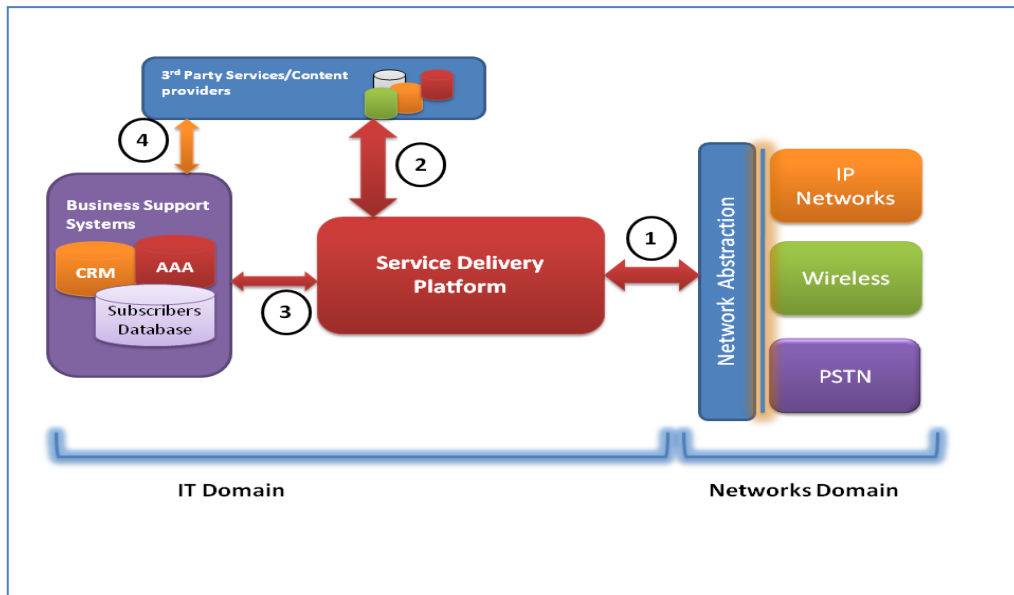 3rd Party Services/Content
providers
4
2
Business Support
Systems
CRM
AAA
Subscribers
Database
3
Service Delivery
Platform
1
Network Abstraction
IP
Networks
Wireless
PSTN
IT Domain
Networks Domain